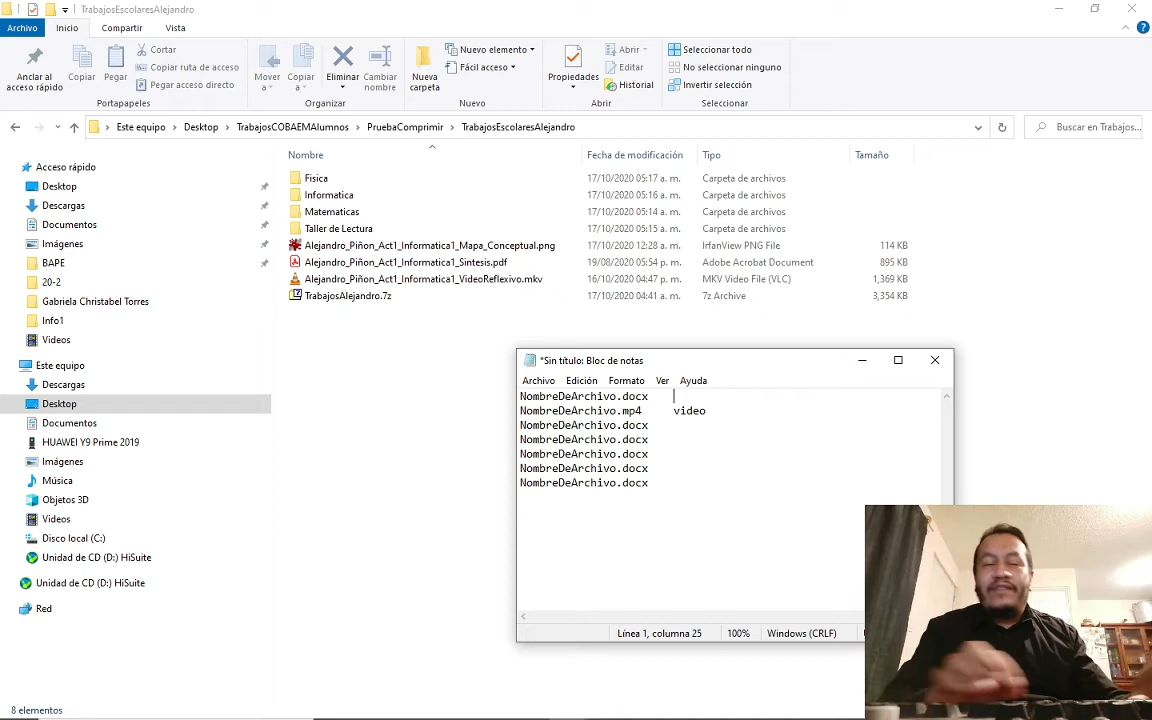 TrabajosEscolaresAlejandro
Archivo Inicio Compartir Vista
Anclar al acceso rápido
Copiar
Pegar
Cortar
Copiar ruta de acceso
Pegar acceso directo
Portapapeles
Mover a
Copiar a
Eliminar
Cambiar nombre
Organizar
Nueva carpeta
Nuevo elemento
Fácil acceso
Nuevo
Propiedades
Abrir
Editar
Historial
Abrir
Seleccionar todo
No seleccionar ninguno
Invertir selección
Seleccionar
Este equipo > Desktop > TrabajosCOBAEMAlumnos > PruebaComprimir > TrabajosEscolaresAlejandro
Buscar en Trabajos...
Acceso rápido
Desktop
Descargas
Documentos
Imágenes
BAPE
20-2
Gabriela Christabel Torres
Info1
Videos
Este equipo
Descargas
Desktop
Documentos
HUAWEI Y9 Prime 2019
Imágenes
Música
Objetos 3D
Videos
Disco local (C:)
Unidad de CD (D:) HiSuite
Unidad de CD (D:) HiSuite
Red
Nombre Fecha de modificación Tipo Tamaño
Fisica 17/10/2020 05:17 a. m. Carpeta de archivos
Informatica 17/10/2020 05:16 a. m. Carpeta de archivos
Matematicas 17/10/2020 05:14 a. m. Carpeta de archivos
Taller de Lectura 17/10/2020 05:15 a. m. Carpeta de archivos
Alejandro_Piñon_Act1_Informatica1_Mapa_Conceptual.png 17/10/2020 12:28 a. m. IrfanView PNG File 114 KB
Alejandro_Piñon_Act1_Informatica1_Sintesis.pdf 19/08/2020 05:54 p. m. Adobe Acrobat Document 895 KB
Alejandro_Piñon_Act1_Informatica1_VideoReflexivo.mkv 16/10/2020 04:47 p. m. MKV Video File (VLC) 1,369 KB
TrabajosAlejandro.7z 17/10/2020 04:41 a. m. 7z Archive 3,354 KB
*Sin título: Bloc de notas
Archivo Edición Formato Ver Ayuda
NombreDeArchivo.docx
NombreDeArchivo.mp4 video
NombreDeArchivo.docx
NombreDeArchivo.docx
NombreDeArchivo.docx
NombreDeArchivo.docx
NombreDeArchivo.docx
Línea 1, columna 25 100% Windows (CRLF)
8 elementos